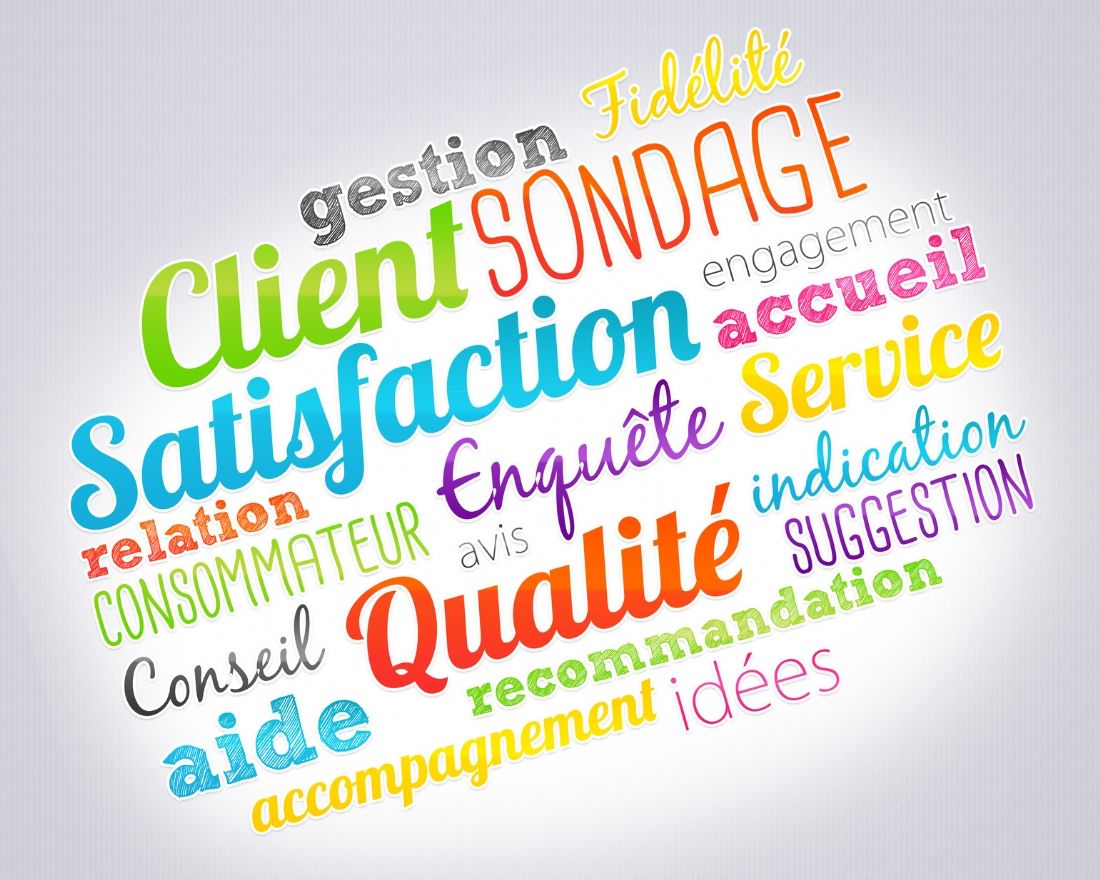 Fidélité
gestion
SONDAGE
Client
engagement
accueil
Satisfaction
Service
Enquête
indication
relation
SUGGESTION
CONSOMMATEUR
avis
Qualité
recommandation
Conseil
idées
aide
accompagnement